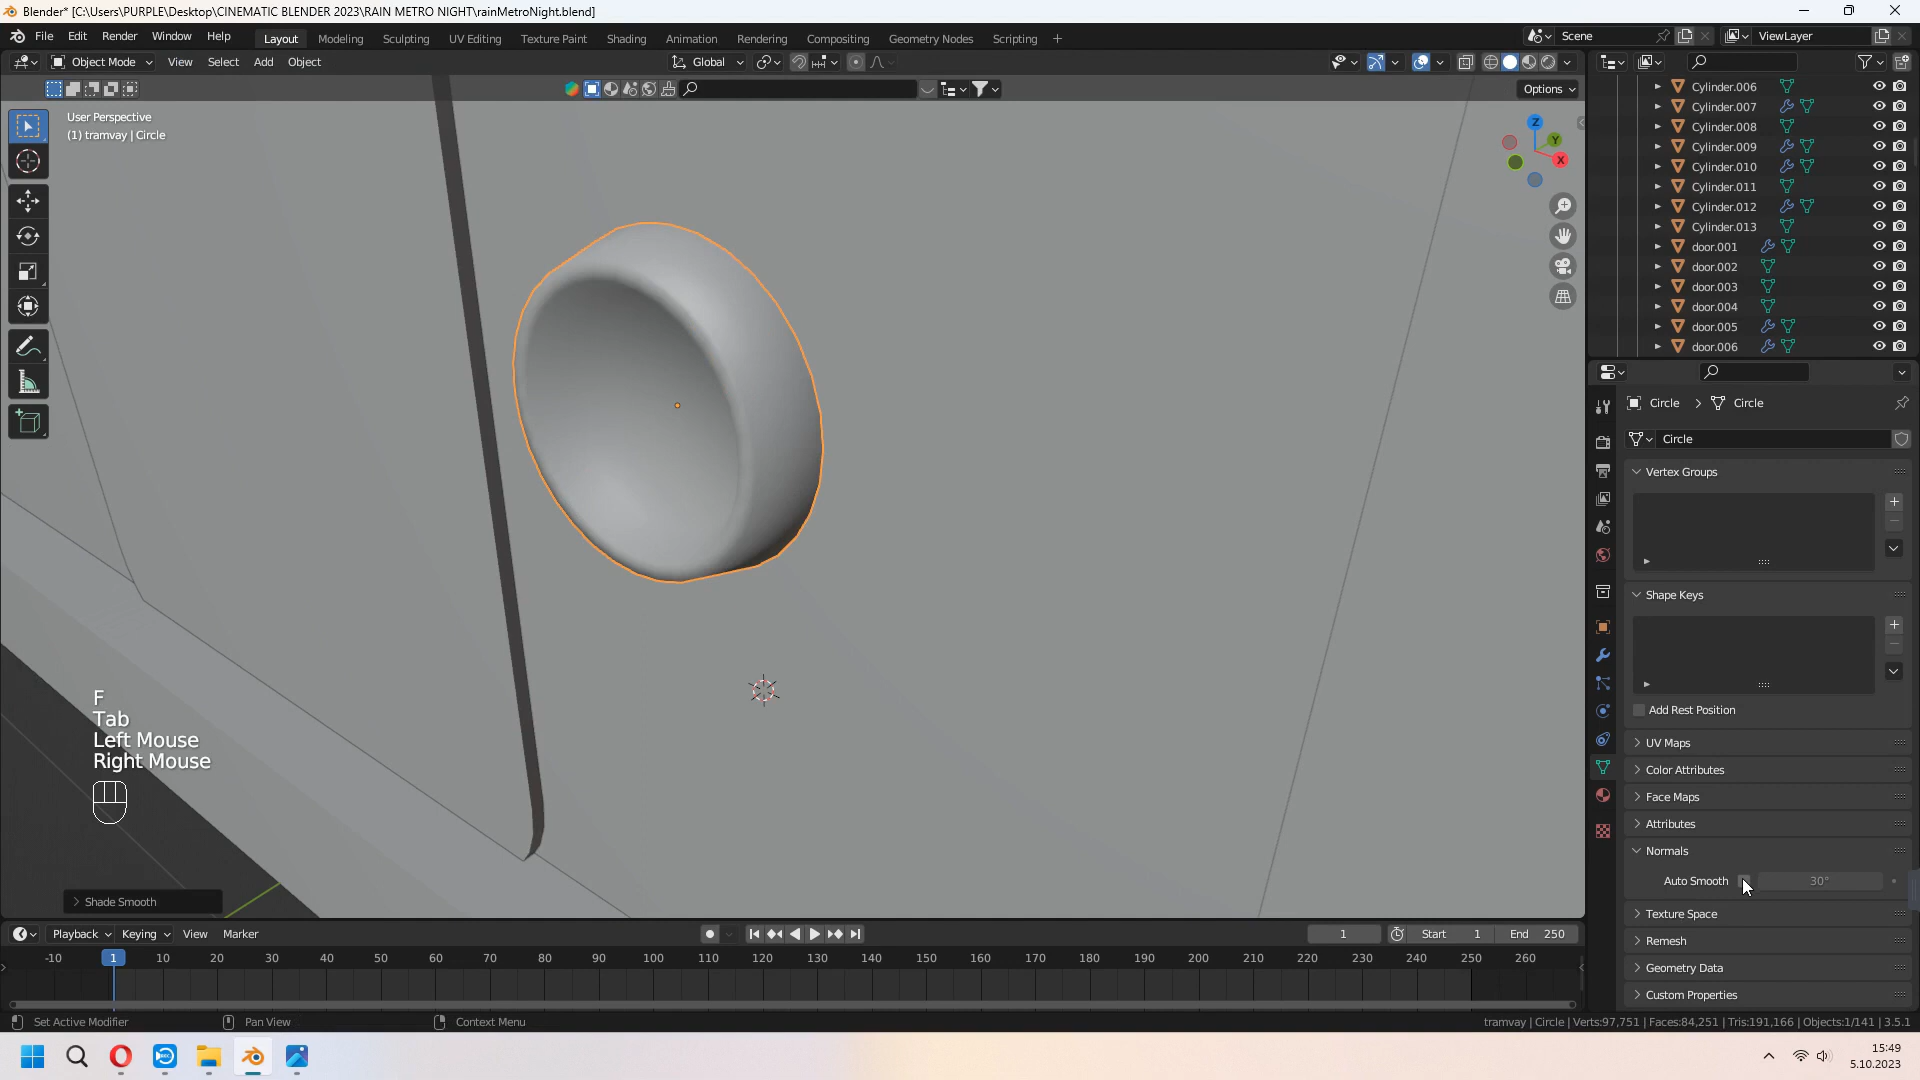 Blender* [C:\Users\PURPLE\Desktop\CINEMATIC BLENDER 2023\RAIN METRO NIGHT\rainMetroNight.blend]
File Edit Render Window Help Layout Modeling Sculpting UV Editing Texture Paint Shading Animation Rendering Compositing Geometry Nodes Scripting + Scene ViewLayer
Object Mode View Select Add Object Global
Options
User Perspective
(1) tramvay | Circle
Z
Y
X
F
Tab
Left Mouse
Right Mouse
Shade Smooth
Cylinder.006
Cylinder.007
Cylinder.008
Cylinder.009
Cylinder.010
Cylinder.011
Cylinder.012
Cylinder.013
door.001
door.002
door.003
door.004
door.005
door.006
Circle > Circle
Circle
Vertex Groups
Shape Keys
Add Rest Position
UV Maps
Color Attributes
Face Maps
Attributes
Normals
Auto Smooth 30°
Texture Space
Remesh
Geometry Data
Custom Properties
Playback Keying View Marker 1 Start 1 End 250
-10 1 10 20 30 40 50 60 70 80 90 100 110 120 130 140 150 160 170 180 190 200 210 220 230 240 250 260
Set Active Modifier Pan View Context Menu tramvay | Circle | Verts:97,751 | Faces:84,251 | Tris:191,166 | Objects:1/141 | 3.5.1
15:49
5.10.2023